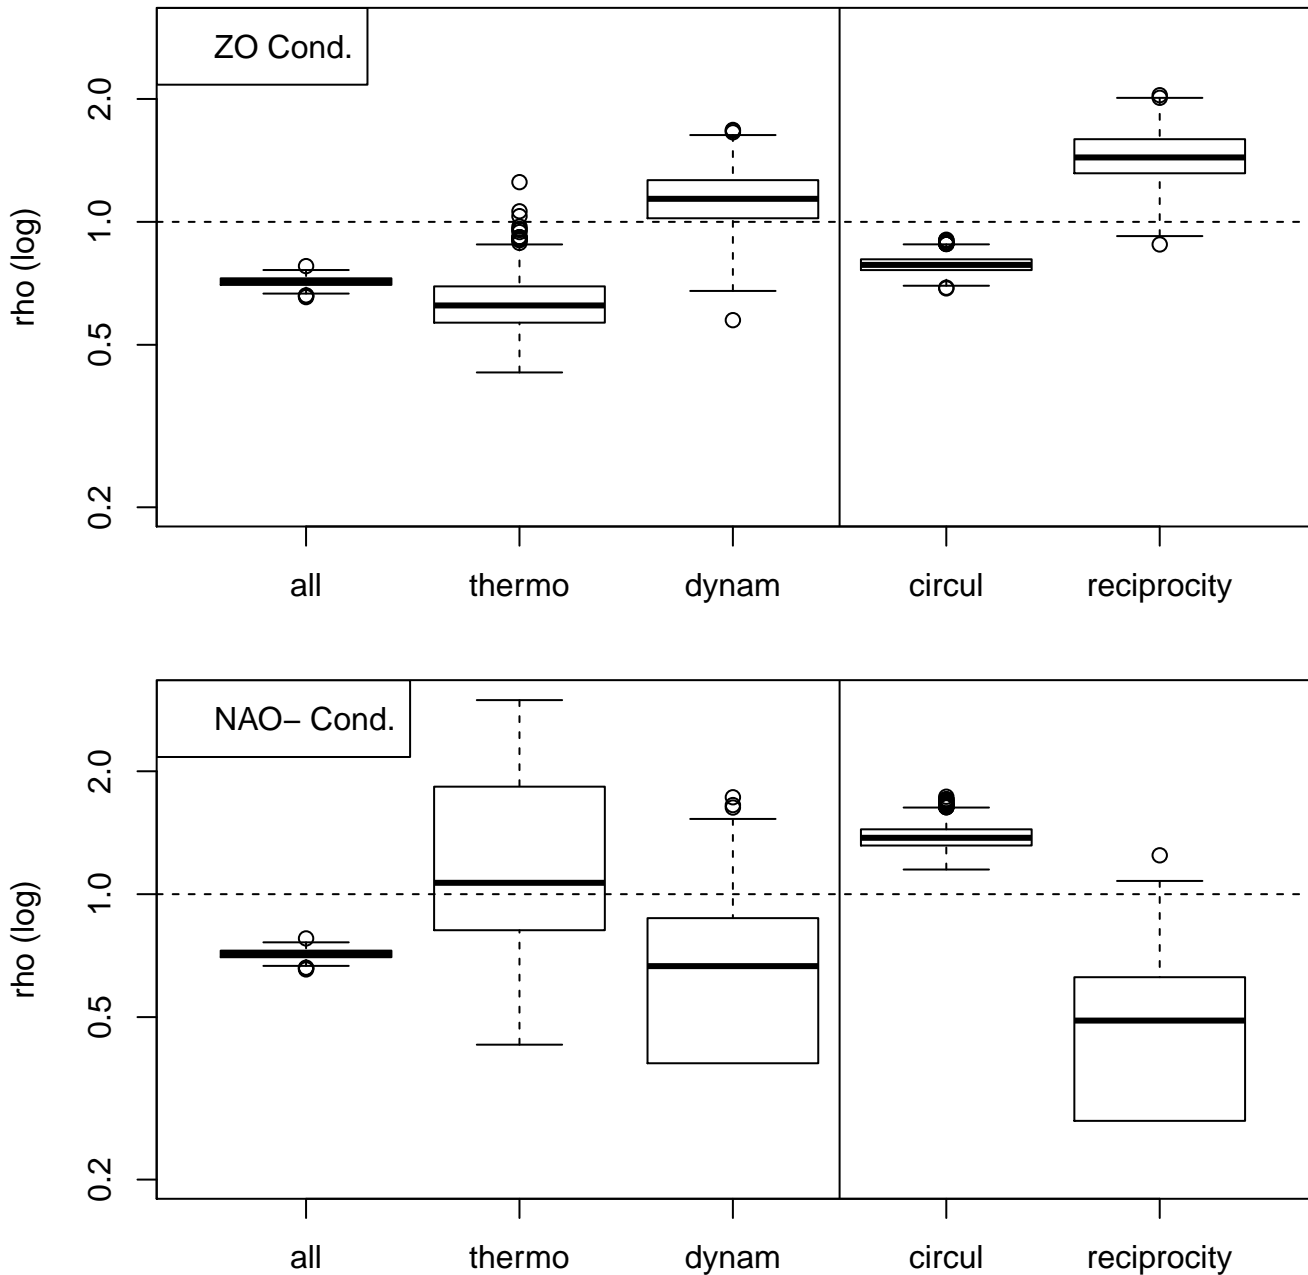 ZO Cond.
rho (log)
2.0
1.0
0.5
0.2
all thermo dynam circul reciprocity
NAO− Cond.
rho (log)
2.0
1.0
0.5
0.2
all thermo dynam circul reciprocity